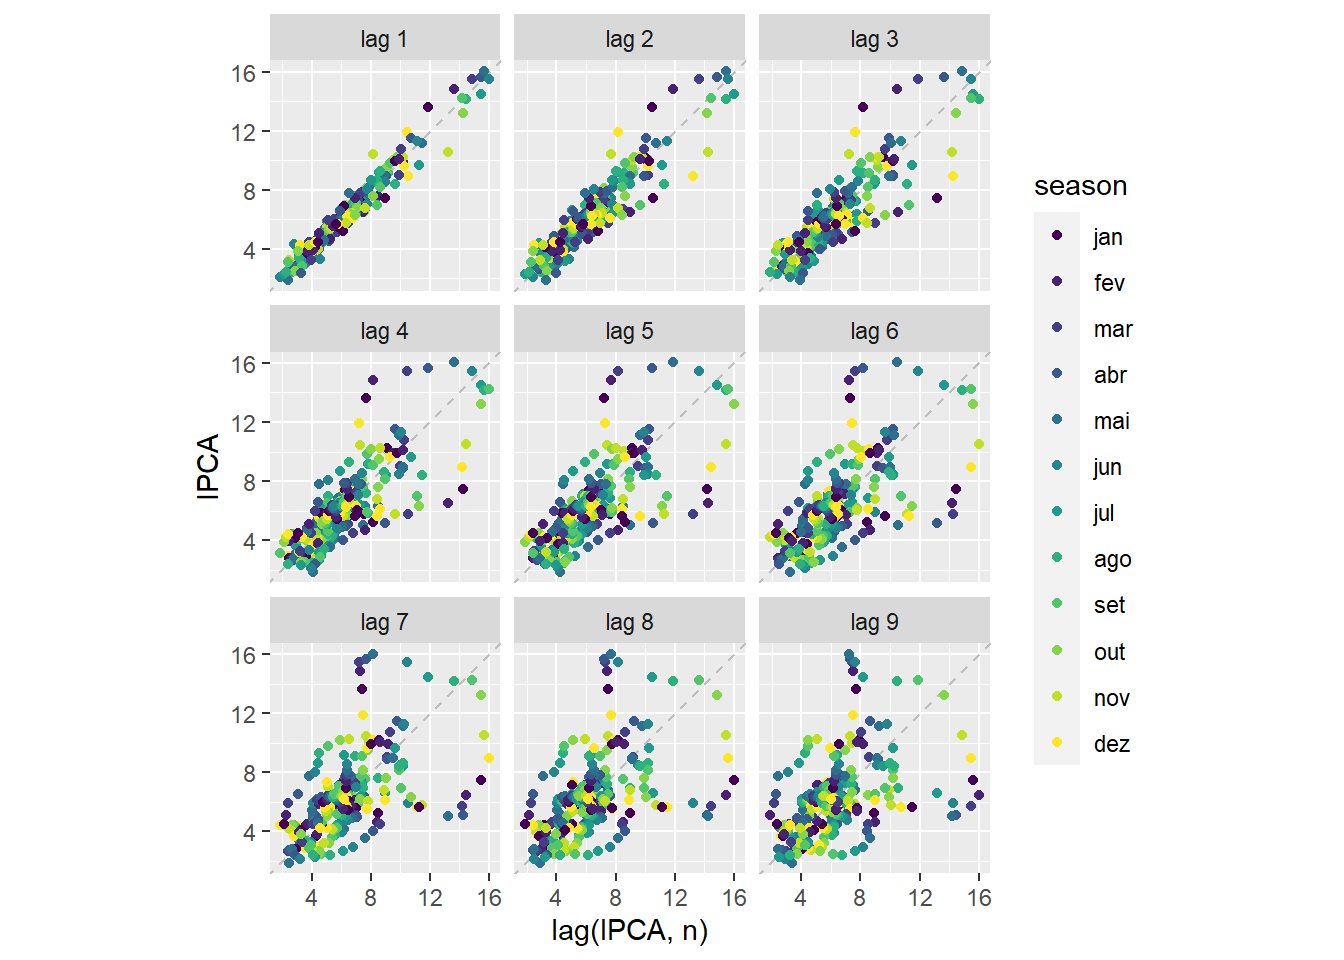 lag 1
lag 2
lag 3
16
12
8
4
lag 4
lag 5
lag 6
16
12
8
4
lag 7
lag 8
lag 9
16
12
8
4
4 8 12 16
4 8 12 16
4 8 12 16
IPCA
lag(IPCA, n)
season
jan
fev
mar
abr
mai
jun
jul
ago
set
out
nov
dez